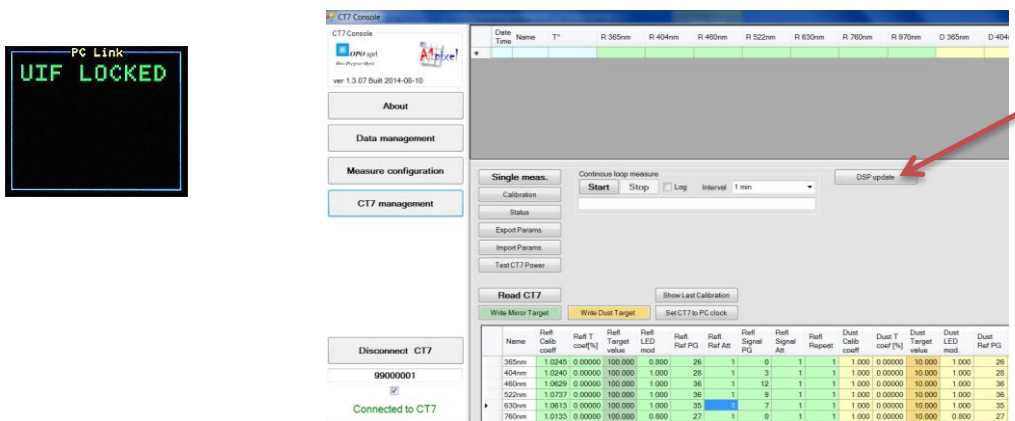 PC Link
UIF LOCKED
CT7 Console
CT7 Console
OPO sprl
A4pixel
ver 1.3.07 Built 2014-08-10
About
Data management
Measure configuration
CT7 management
Disconnect CT7
99000001
Connected to CT7
Date Time Name T° R 365nm R 404nm R 460nm R 522nm R 630nm R 760nm R 970nm D 365nm D 404
*
Single meas.
Calibration
Status
Export Params.
Import Params.
Test CT7 Power
Continous loop measure
Start Stop Log Interval 1 min
DSP update
Read CT7
Show Last Calibration
Write Mirror Target Write Dust Target Set CT7 to PC clock
Name Refl Calib coeff Refl T coef[%] Refl Target value Refl LED mod Refl. Ref PG Refl. Ref Att Refl Signal PG Refl Signal Att Refl Repeat Dust Calib coeff Dust T coef [%] Dust Target value Dust LED mod. Dust Ref PG
365nm 1.0245 0.00000 100.000 0.800 26 1 0 1 1 1.000 0.00000 10.000 1.000 26
404nm 1.0240 0.00000 100.000 1.000 28 1 3 1 1 1.000 0.00000 10.000 1.000 28
460nm 1.0629 0.00000 100.000 1.000 36 1 12 1 1 1.000 0.00000 10.000 1.000 36
522nm 1.0737 0.00000 100.000 1.000 36 1 9 1 1 1.000 0.00000 10.000 1.000 36
630nm 1.0613 0.00000 100.000 1.000 35 1 7 1 1 1.000 0.00000 10.000 1.000 35
760nm 1.0133 0.00000 100.000 0.800 27 1 0 1 1 1.000 0.00000 10.000 0.800 27